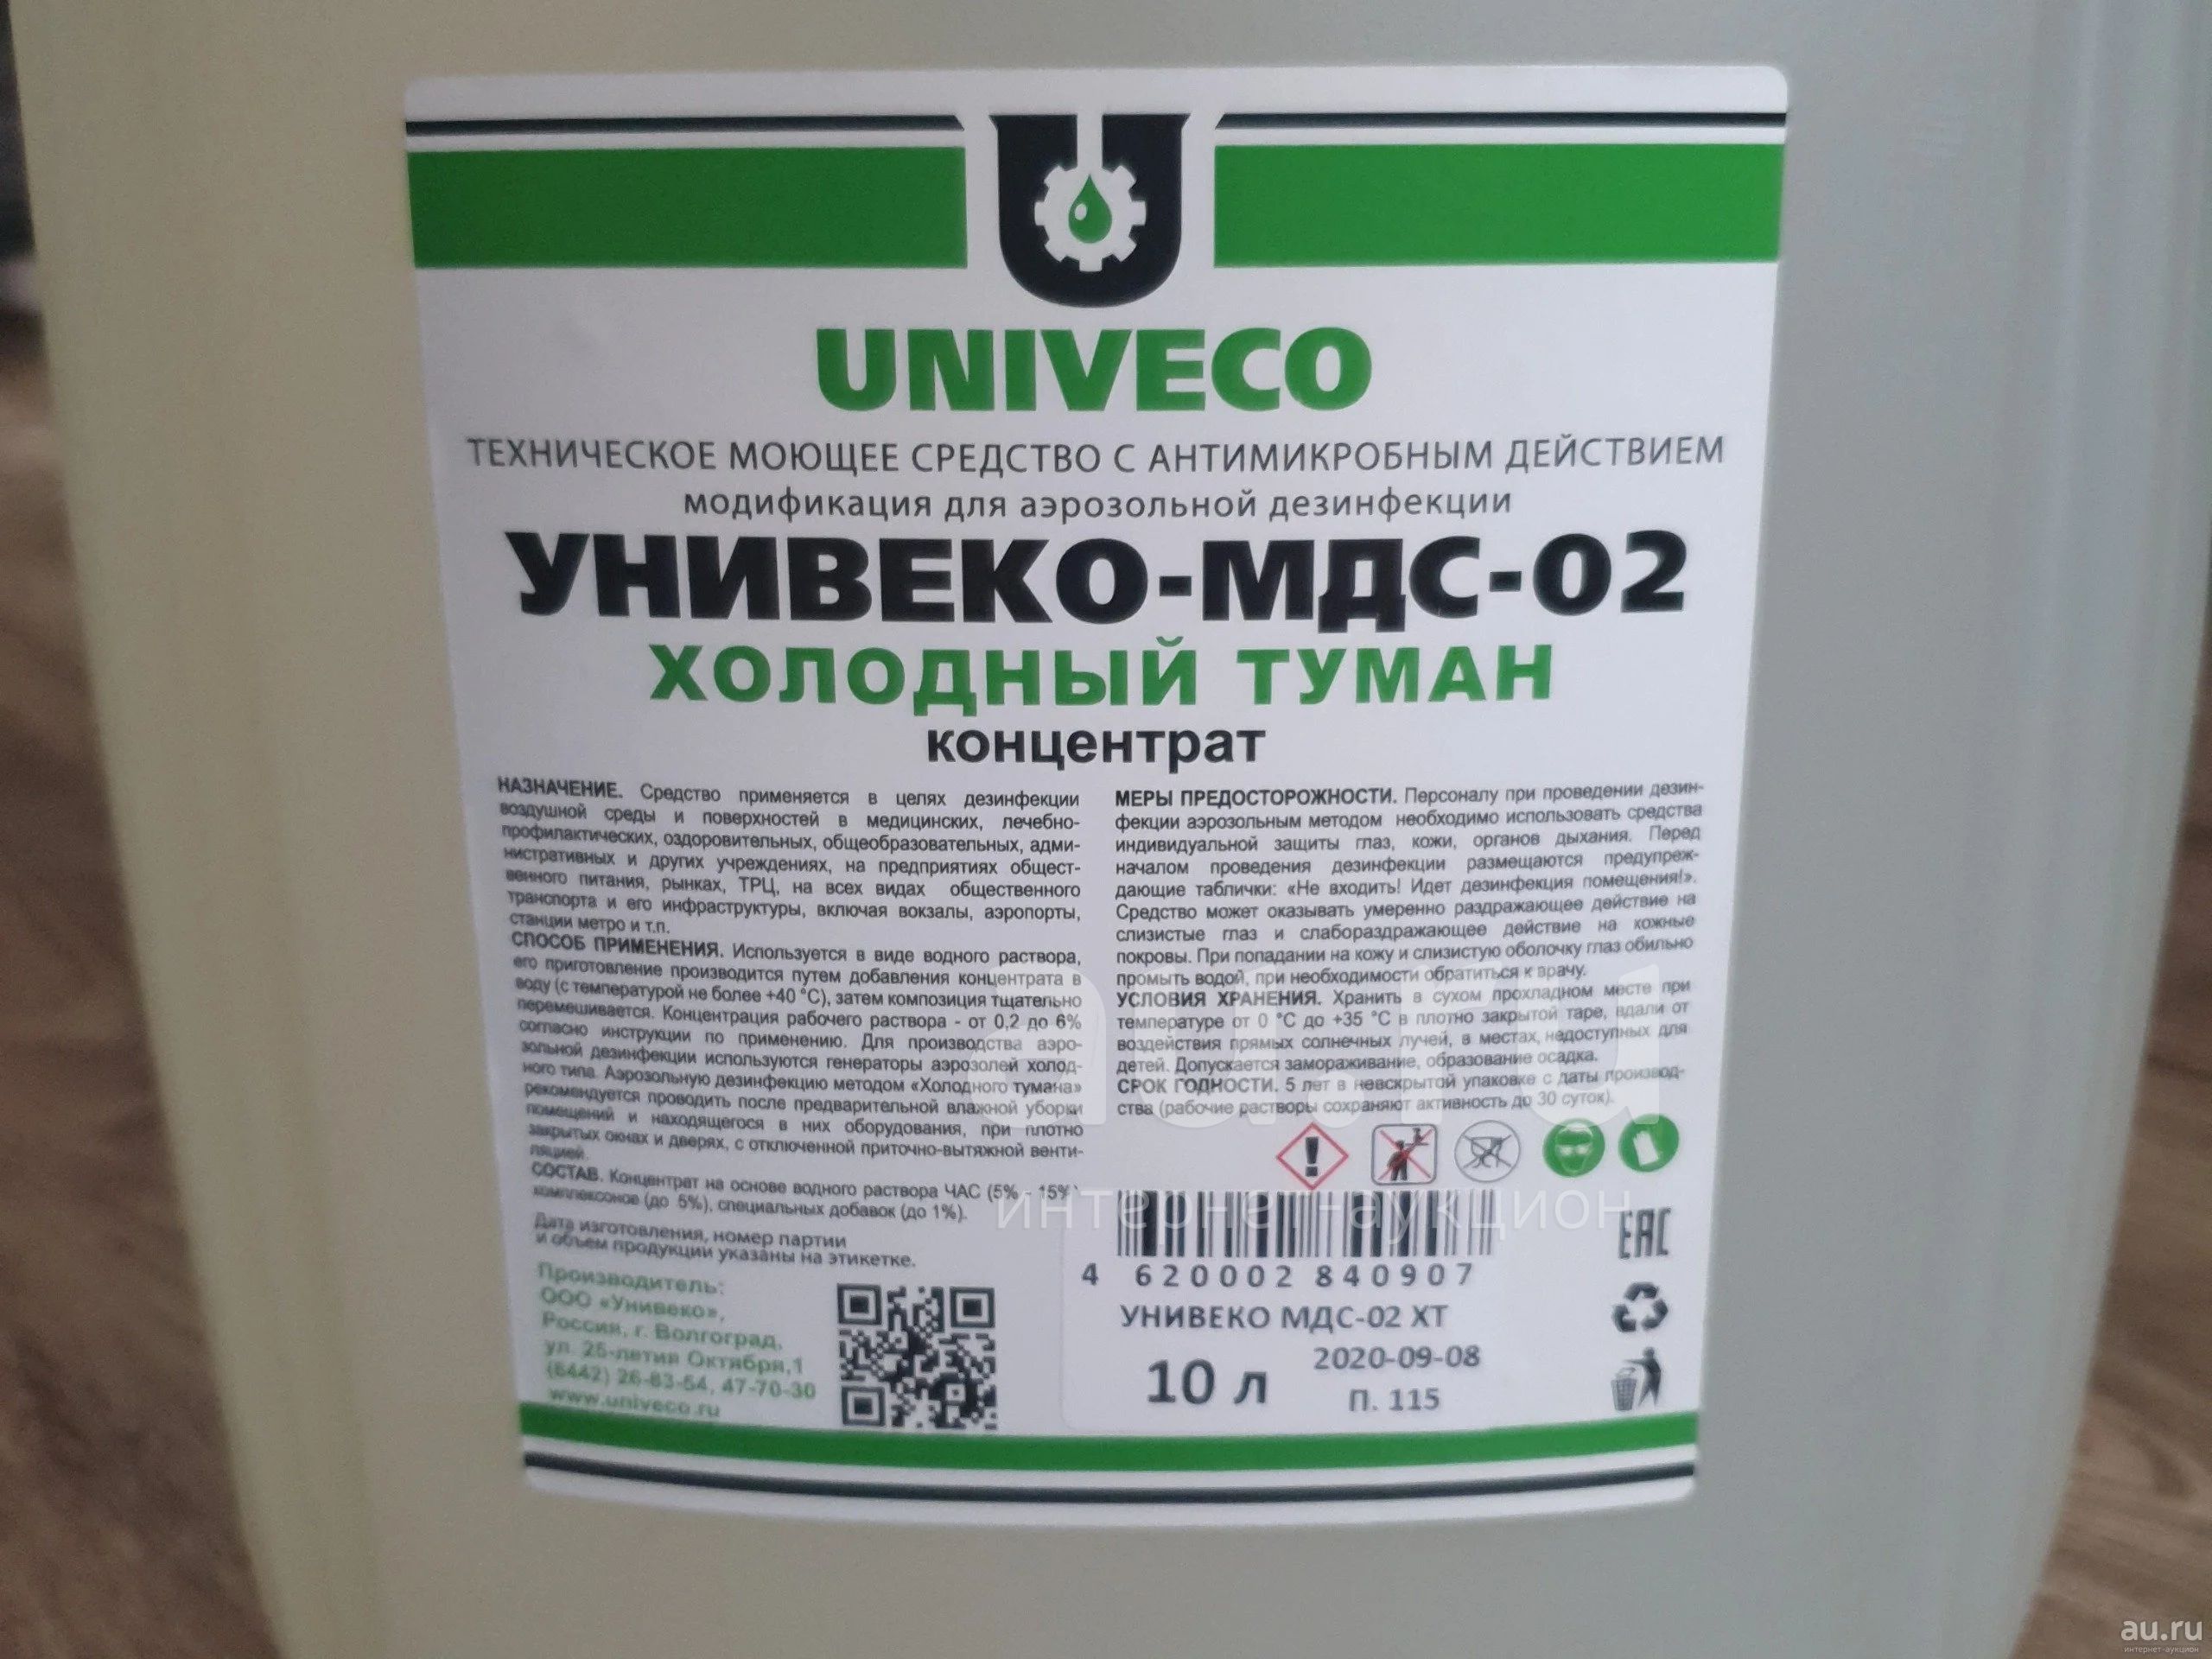 UNIVECO
ТЕХНИЧЕСКОЕ МОЮЩЕЕ СРЕДСТВО С АНТИМИКРОБНЫМ ДЕЙСТВИЕМ
модификация для аэрозольной дезинфекции
УНИВЕКО-МДС-02
ХОЛОДНЫЙ ТУМАН
концентрат
НАЗНАЧЕНИЕ. Средство применяется в целях дезинфекции
воздушной среды и поверхностей в медицинских, лечебно-
профилактических, оздоровительных, общеобразовательных, адми-
нистративных и других учреждениях, на предприятиях общест-
венного питания, рынках, ТРЦ, на всех видах общественного
транспорта и его инфраструктуры, включая вокзалы, аэропорты,
станции метро и т.п.
СПОСОБ ПРИМЕНЕНИЯ. Используется в виде водного раствора,
его приготовление производится путем добавления концентрата в
воду (с температурой не более +40 °С), затем композиция тщательно
перемешивается. Концентрация рабочего раствора - от 0,2 до 6%
согласно инструкции по применению. Для производства аэро-
зольной дезинфекции используются генераторы аэрозолей холод-
ного типа. Аэрозольную дезинфекцию методом «Холодного тумана»
рекомендуется проводить после предварительной влажной уборки
помещений и находящегося в них оборудования, при плотно
закрытых окнах и дверях, с отключенной приточно-вытяжной венти-
ляцией.
СОСТАВ. Концентрат на основе водного раствора ЧАС (5% - 15%)
комплексонов (до 5%), специальных добавок (до 1%).
Дата изготовления, номер партии
и объем продукции указаны на этикетке.
Производитель:
ООО «Универко»,
Россия, г. Волгоград,
ул. 25-летия Октября,1
(8442) 26-83-54, 47-70-30
www.univeco.ru
МЕРЫ ПРЕДОСТОРОЖНОСТИ. Персоналу при проведении дезин-
фекции аэрозольным методом необходимо использовать средства
индивидуальной защиты глаз, кожи, органов дыхания. Перед
началом проведения дезинфекции размещаются предупреж-
дающие таблички: «Не входить! Идет дезинфекция помещения!».
Средство может оказывать умеренно раздражающее действие на
слизистые глаз и слабораздражающее действие на кожные
покровы. При попадании на кожу и слизистую оболочку глаз обильно
промыть водой, при необходимости обратиться к врачу.
УСЛОВИЯ ХРАНЕНИЯ. Хранить в сухом прохладном месте при
температуре от 0 °С до +35 °С в плотно закрытой таре, вдали от
воздействия прямых солнечных лучей, в местах, недоступных для
детей. Допускается замораживание, образование осадка.
СРОК ГОДНОСТИ. 5 лет в невскрытой упаковке с даты производ-
ства (рабочие растворы сохраняют активность до 30 суток).
EAC
4 620002 840907
УНИВЕКО МДС-02 ХТ
10 л
2020-09-08
П. 115
au.ru
интернет-аукцион
au.ru
интернет-аукцион